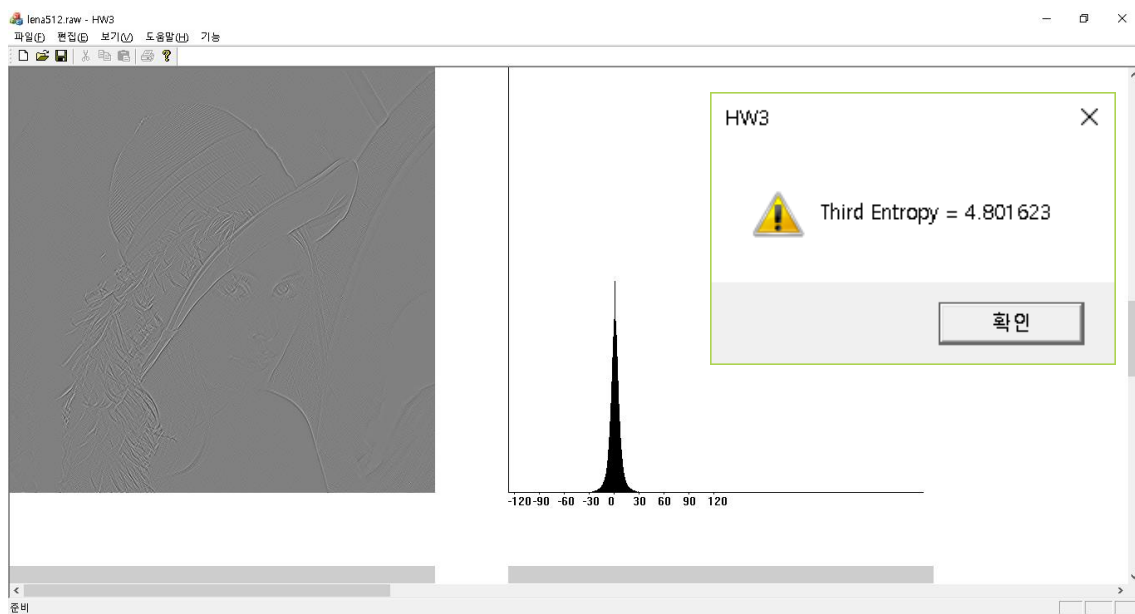 lena512.raw - HW3
파일(F) 편집(E) 보기(V) 도움말(H) 기능
HW3
Third Entropy = 4.801623
확인
-120 -90 -60 -30 0 30 60 90 120
준비